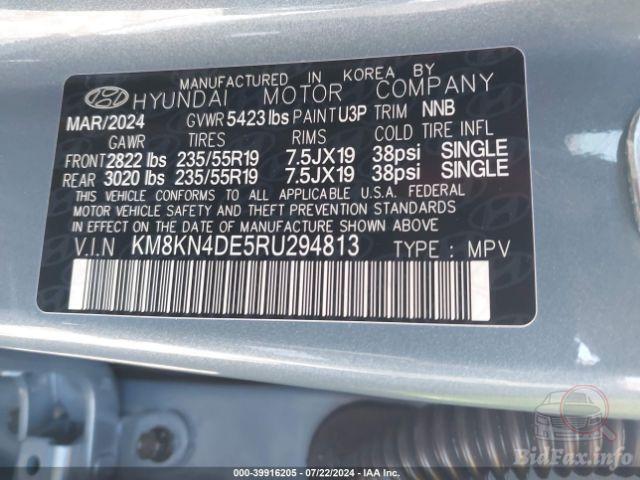 MANUFACTURED IN KOREA BY
HYUNDAI MOTOR COMPANY
MAR/2024 GVWR 5423 lbs PAINT U3P TRIM NNB
GAWR TIRES RIMS COLD TIRE INFL
FRONT 2822 lbs 235/55R19 7.5JX19 38psi SINGLE
REAR 3020 lbs 235/55R19 7.5JX19 38psi SINGLE
THIS VEHICLE CONFORMS TO ALL APPLICABLE U.S.A. FEDERAL
MOTOR VEHICLE SAFETY AND THEFT PREVENTION STANDARDS
IN EFFECT ON THE DATE OF MANUFACTURE SHOWN ABOVE
V.I.N KM8KN4DE5RU294813 TYPE : MPV
BidFax.info
000-39916205 - 07/22/2024 - IAA Inc.